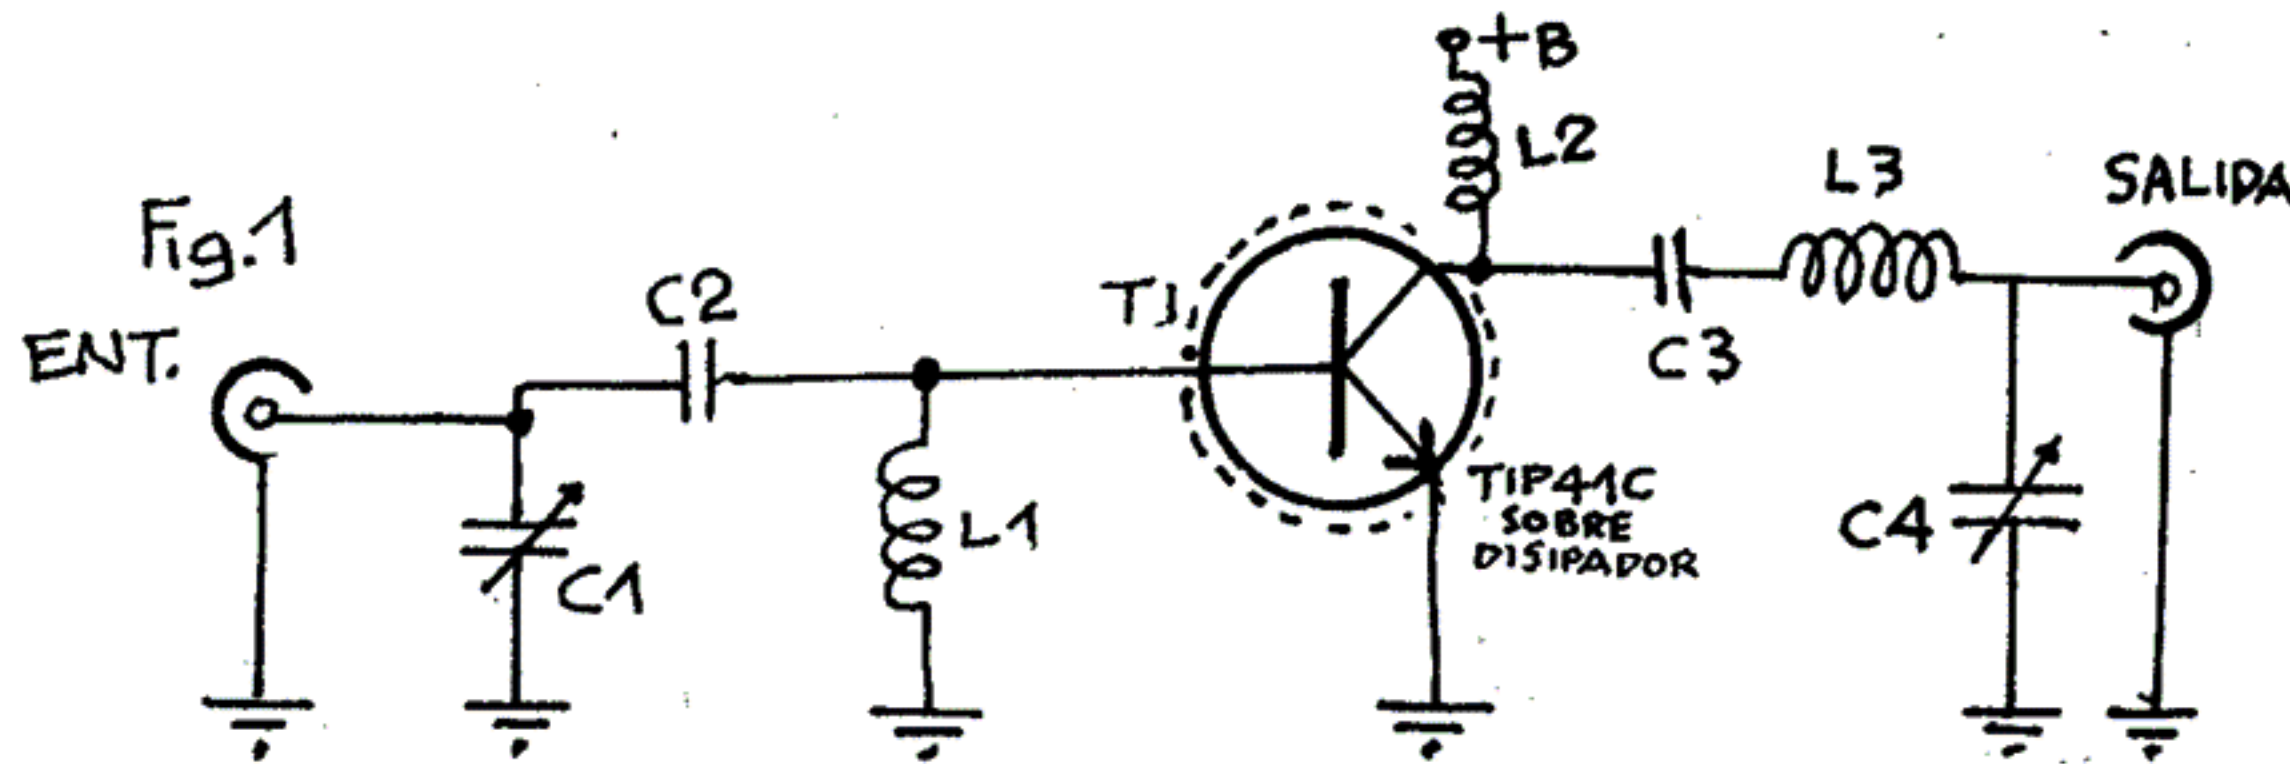 Fig.1
ENT.
C1
C2
L1
T1
+B
L2
TIP41C
SOBRE
DISIPADOR
C3
L3
C4
SALIDA